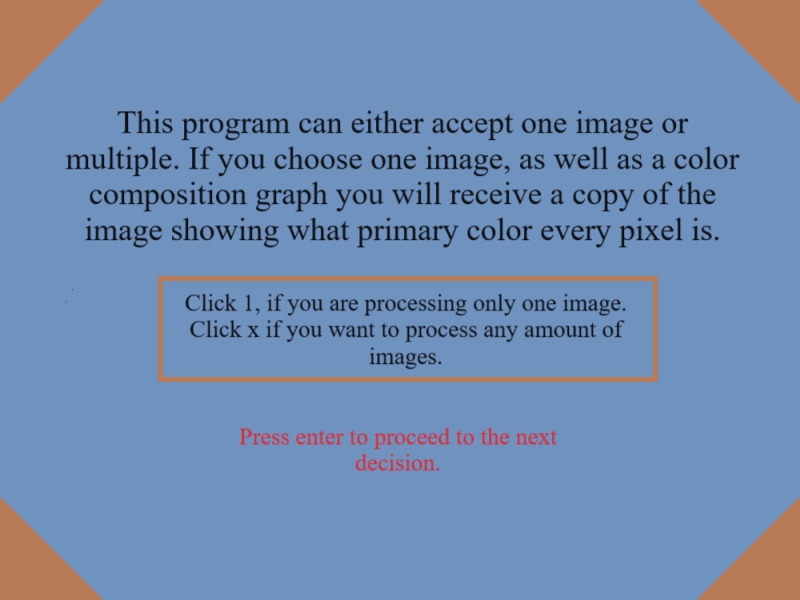 This program can either accept one image or
multiple. If you choose one image, as well as a color
composition graph you will receive a copy of the
image showing what primary color every pixel is.
Click 1, if you are processing only one image.
Click x if you want to process any amount of
images.
Press enter to proceed to the next
decision.